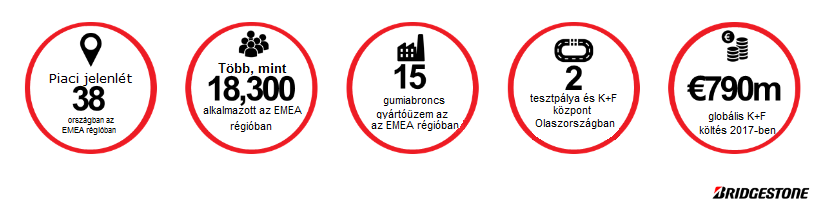 Piaci jelenlét
38
országban az
EMEA régióban
Több, mint
18,300
alkalmazott az EMEA
régióban
15
gumiabroncs
gyártóüzem az
az EMEA régióban
2
tesztpálya és K+F
központ
Olaszországban
€
€790m
globális K+F
költés 2017-ben
BRIDGESTONE